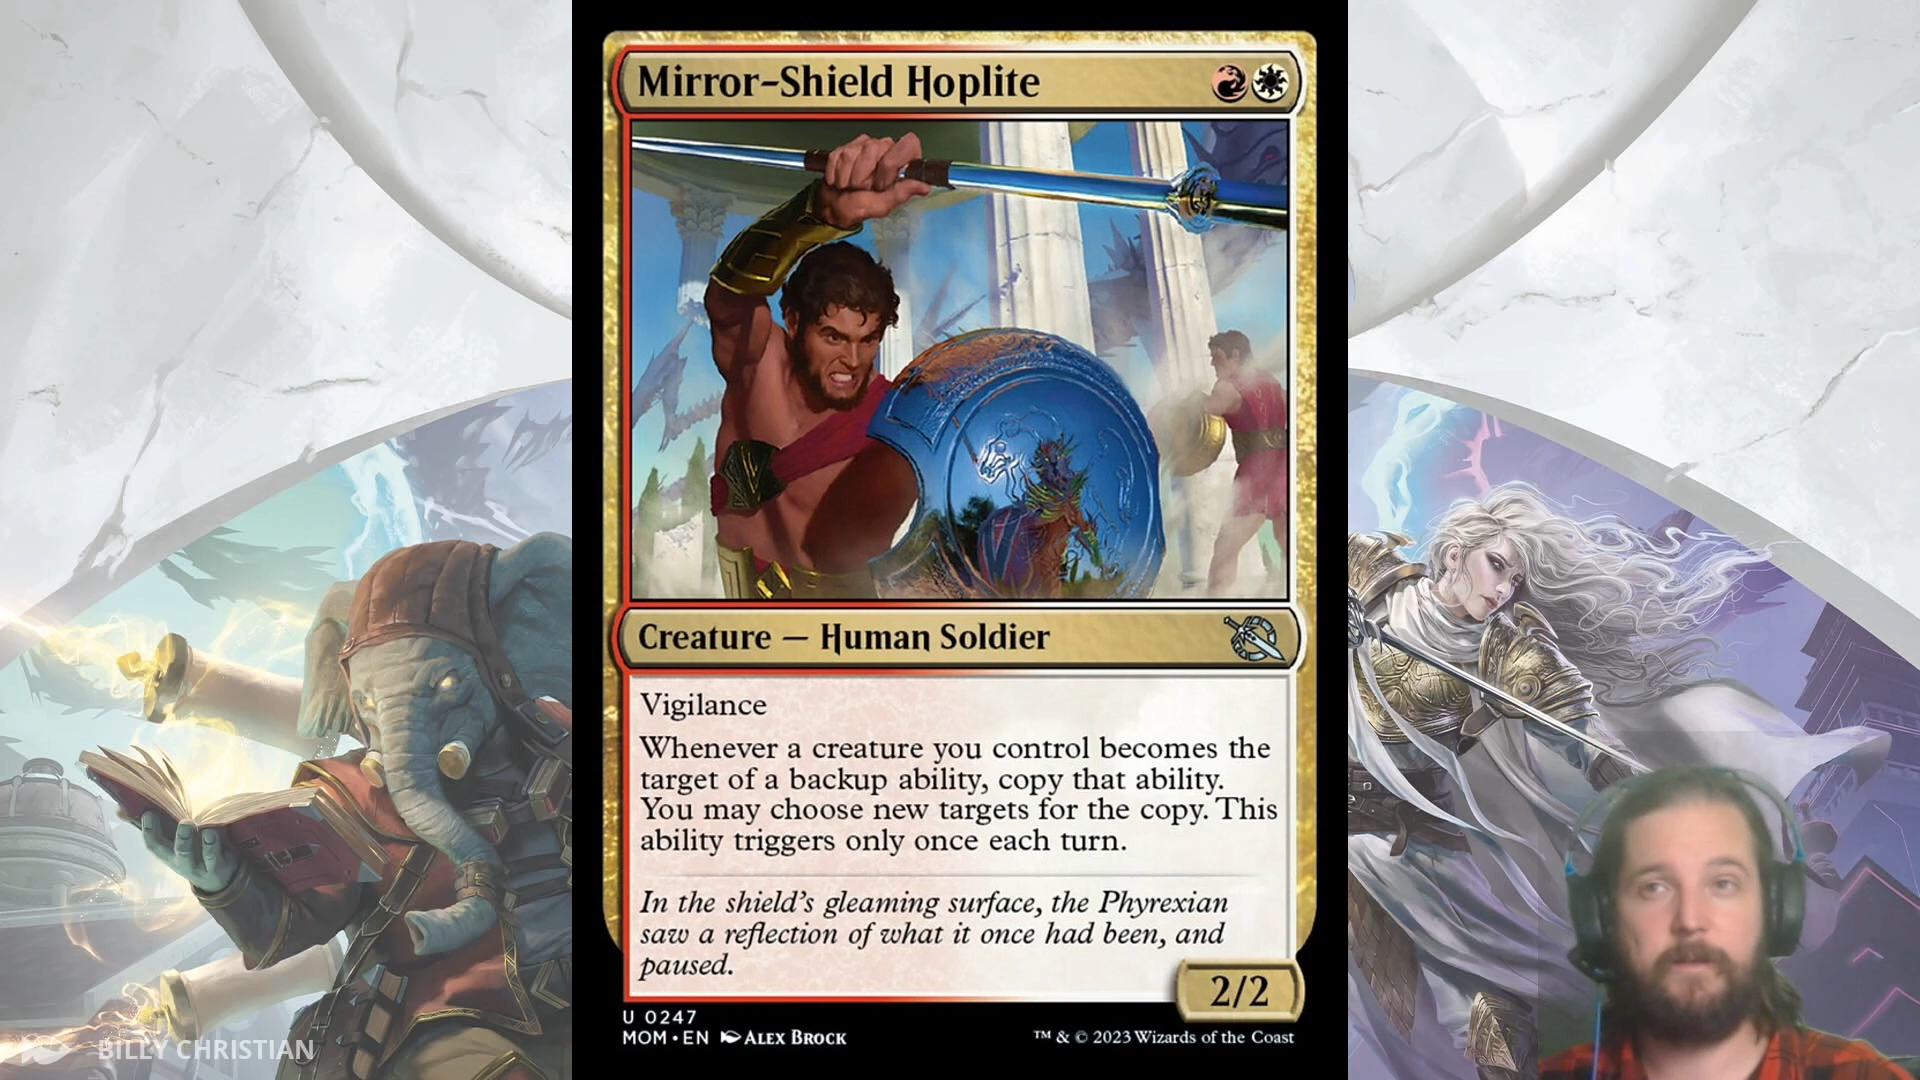 Mirror-Shield Hoplite
Creature — Human Soldier
Vigilance
Whenever a creature you control becomes the
target of a backup ability, copy that ability.
You may choose new targets for the copy. This
ability triggers only once each turn.
In the shield's gleaming surface, the Phyrexian
saw a reflection of what it once had been, and
paused.
2/2
U 0247
MOM • EN ALEX BROCK
™ & © 2023 Wizards of the Coast
BILLY CHRISTIAN